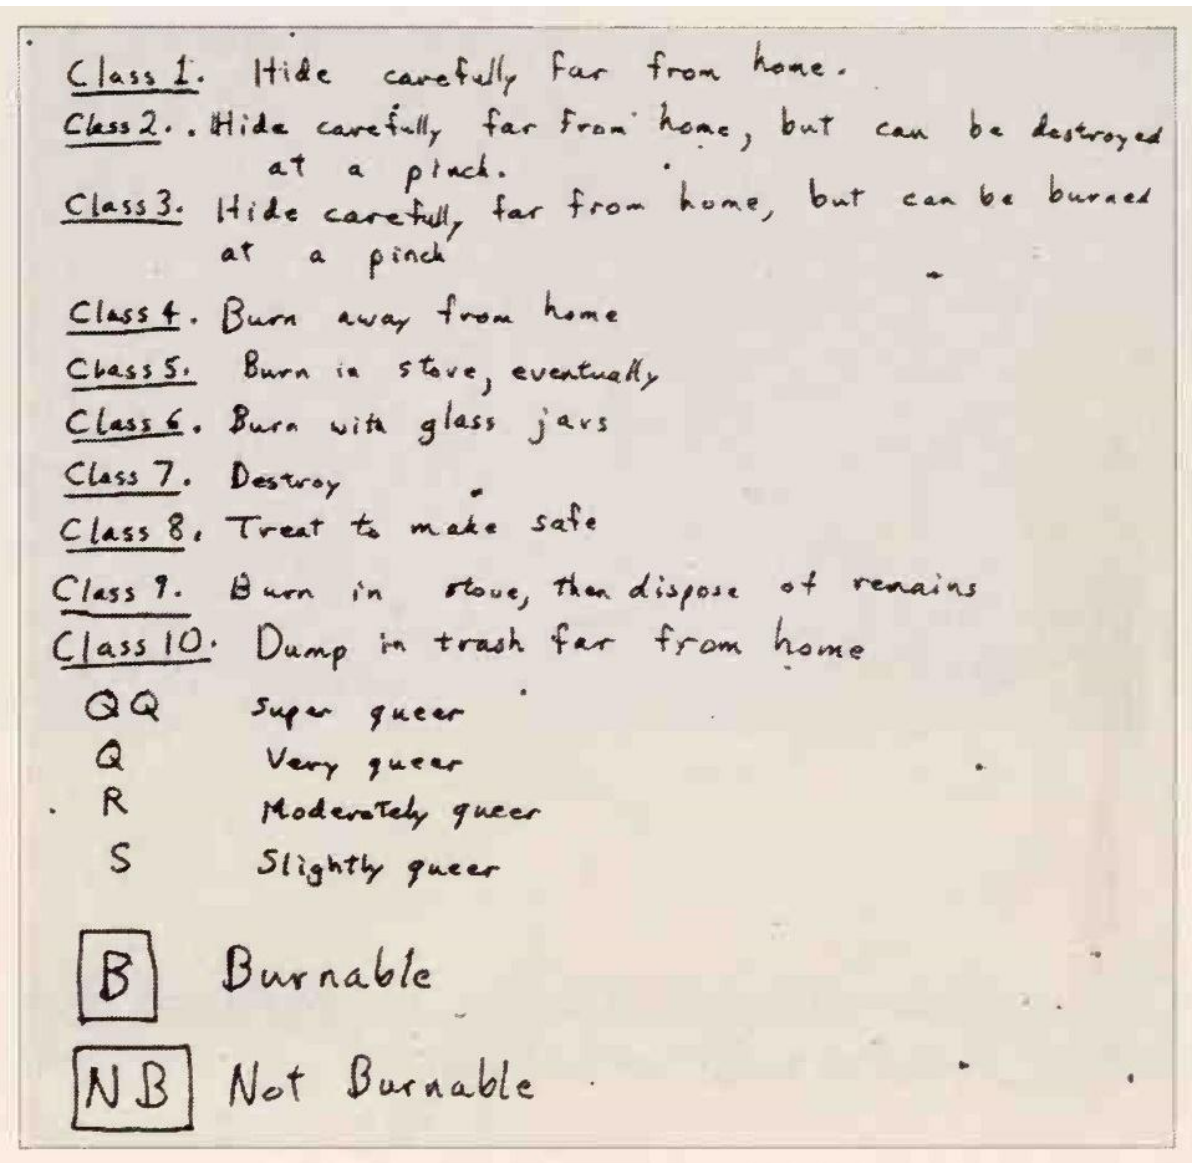 Class 1. Hide carefully far from home.
Class 2. Hide carefully far from home, but can be destroyed
at a pinch.
Class 3. Hide carefully far from home, but can be burned
at a pinch
Class 4. Burn away from home
Class 5. Burn in stove, eventually
Class 6. Burn with glass jars
Class 7. Destroy
Class 8. Treat to make safe
Class 9. Burn in stove, then dispose of remains
Class 10. Dump in trash far from home
QQ Super queer
Q Very queer
R Moderately queer
S Slightly queer
B Burnable
NB Not Burnable